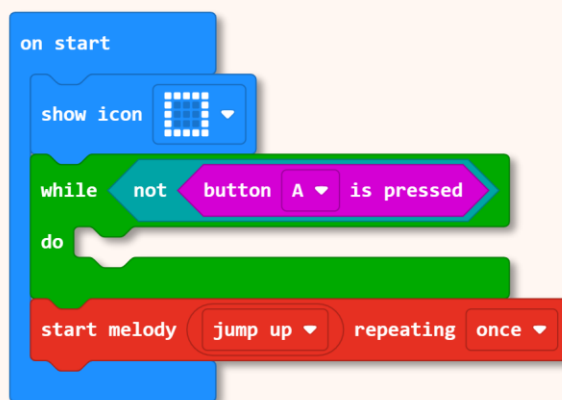 on start
show icon
while not button A is pressed
do
start melody jump up repeating once